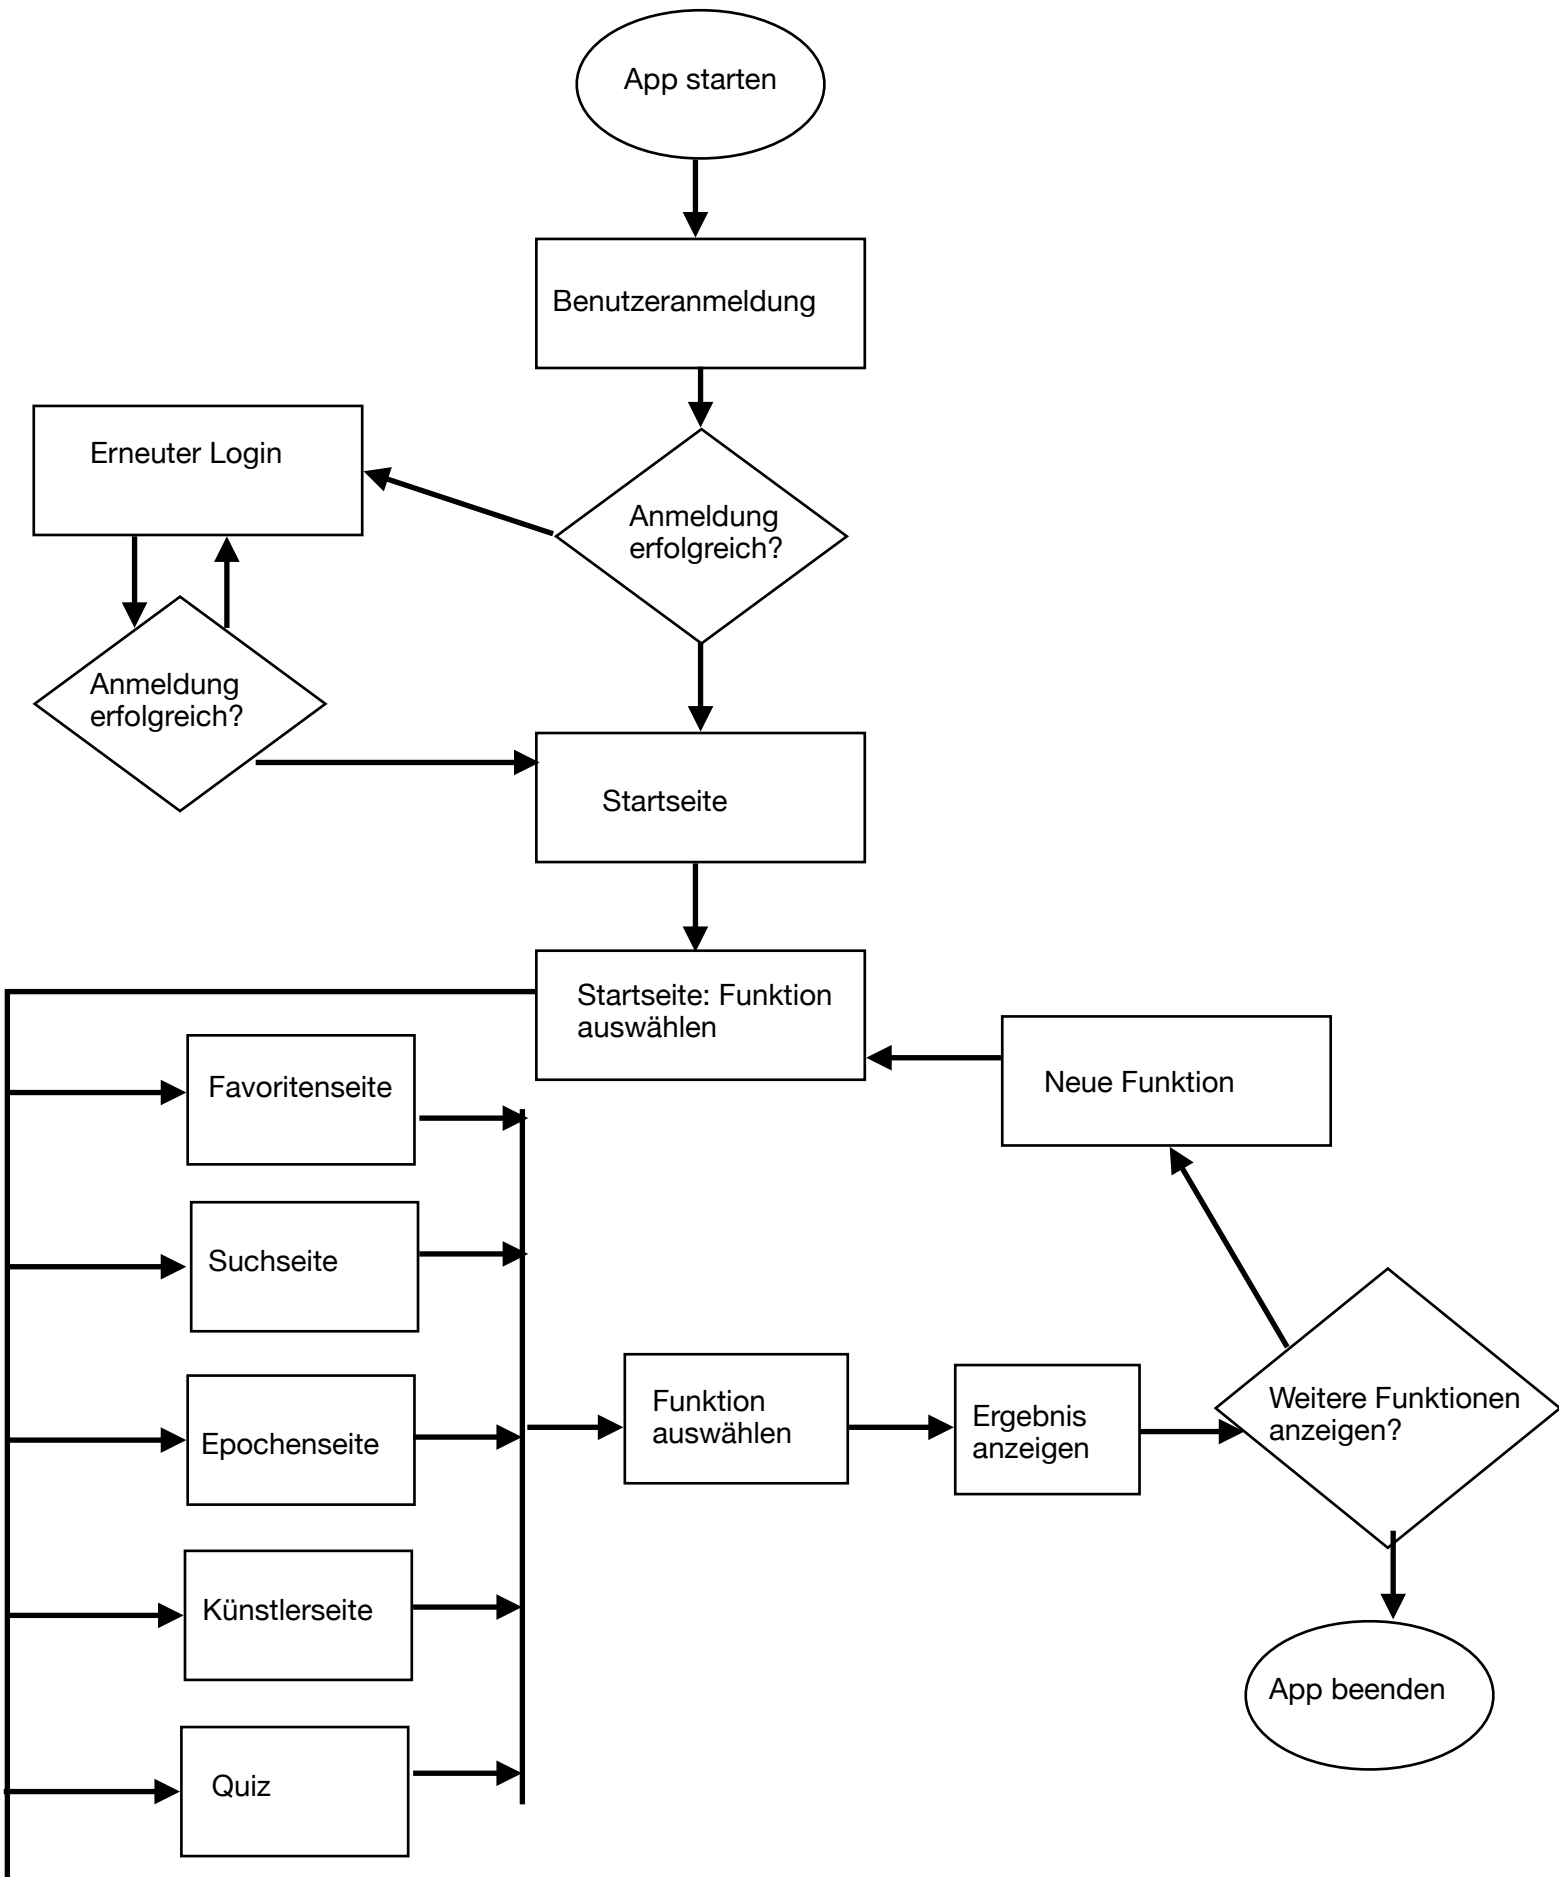 App starten
Benutzeranmeldung
Erneuter Login
Anmeldung
erfolgreich?
Anmeldung
erfolgreich?
Startseite
Startseite: Funktion
auswählen
Neue Funktion
Favoritenseite
Suchseite
Epochenseite
Künstlerseite
Quiz
Funktion
auswählen
Ergebnis
anzeigen
Weitere Funktionen
anzeigen?
App beenden